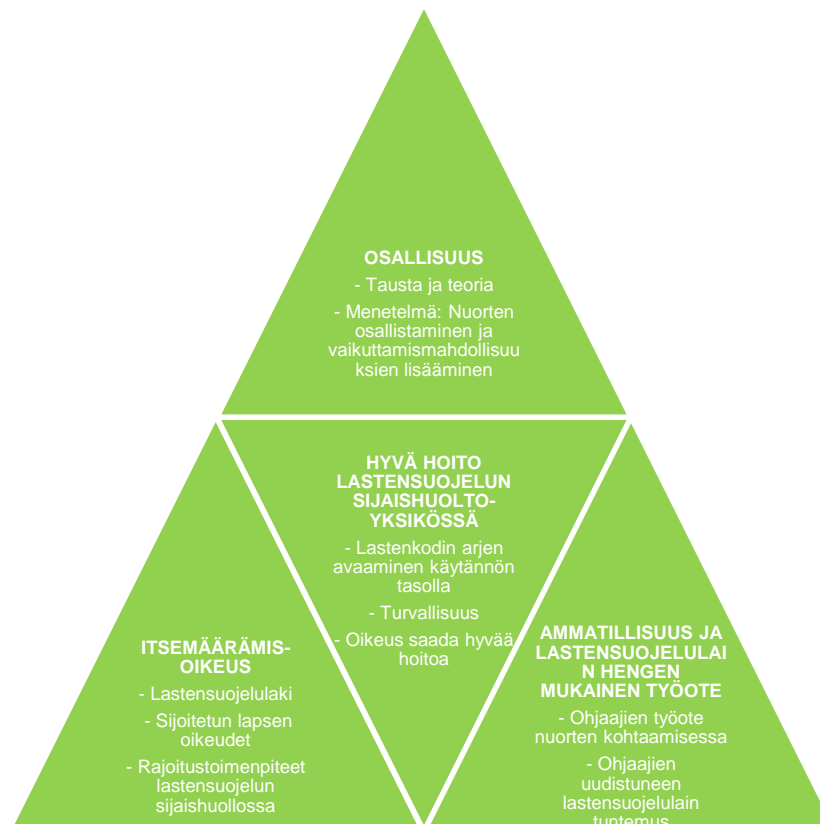 OSALLISUUS
- Tausta ja teoria
- Menetelmä: Nuorten
osallistaminen ja
vaikuttamismahdollisuu
ksien lisääminen
HYVÄ HOITO
LASTENSUOJELUN
SIJAISHUOLTO-
YKSIKÖSSÄ
- Lastenkodin arjen
avaaminen käytännön
tasolla
- Turvallisuus
- Oikeus saada hyvää
hoitoa
ITSEMÄÄRÄMIS-
OIKEUS
- Lastensuojelulaki
- Sijoitetun lapsen
oikeudet
- Rajoitustoimenpiteet
lastensuojelun
sijaishuollossa
AMMATILLISUUS JA
LASTENSUOJELULAI
N HENGEN
MUKAINEN TYÖOTE
- Ohjaajien työote
nuorten kohtaamisessa
- Ohjaajien
uudistuneen
lastensuojelulain
tuntemus